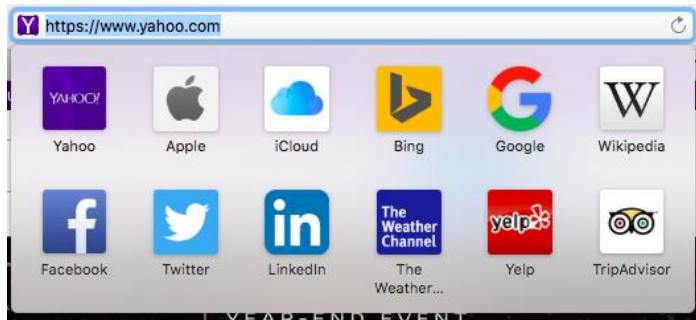 Y https://www.yahoo.com
YAHOO!
Yahoo Apple iCloud Bing Google Wikipedia
W
f in The Weather Channel yelp
Facebook Twitter LinkedIn The Weather... Yelp TripAdvisor
YEAR-END EVENT